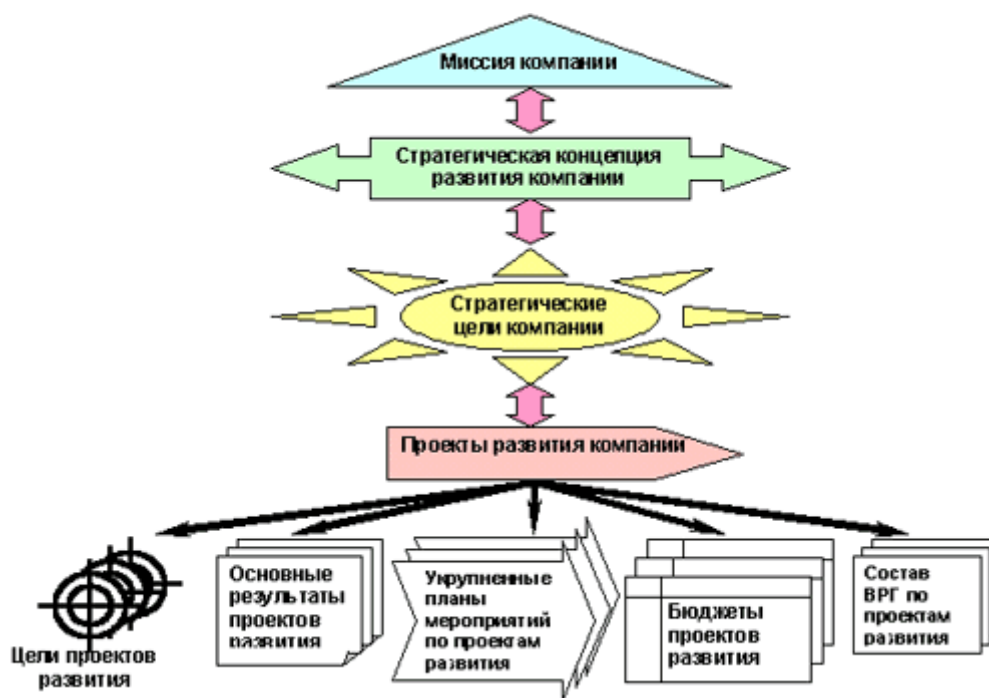 Миссия компании
Стратегическая концепция
развития компании
Стратегические
цели компании
Проекты развития компании
Цели проектов
развития
Основные
результаты
проектов
развития
Укрупненные
планы
мероприятий
по проектам
развития
Бюджеты
проектов
развития
Состав
ВРГ по
проектам
развития